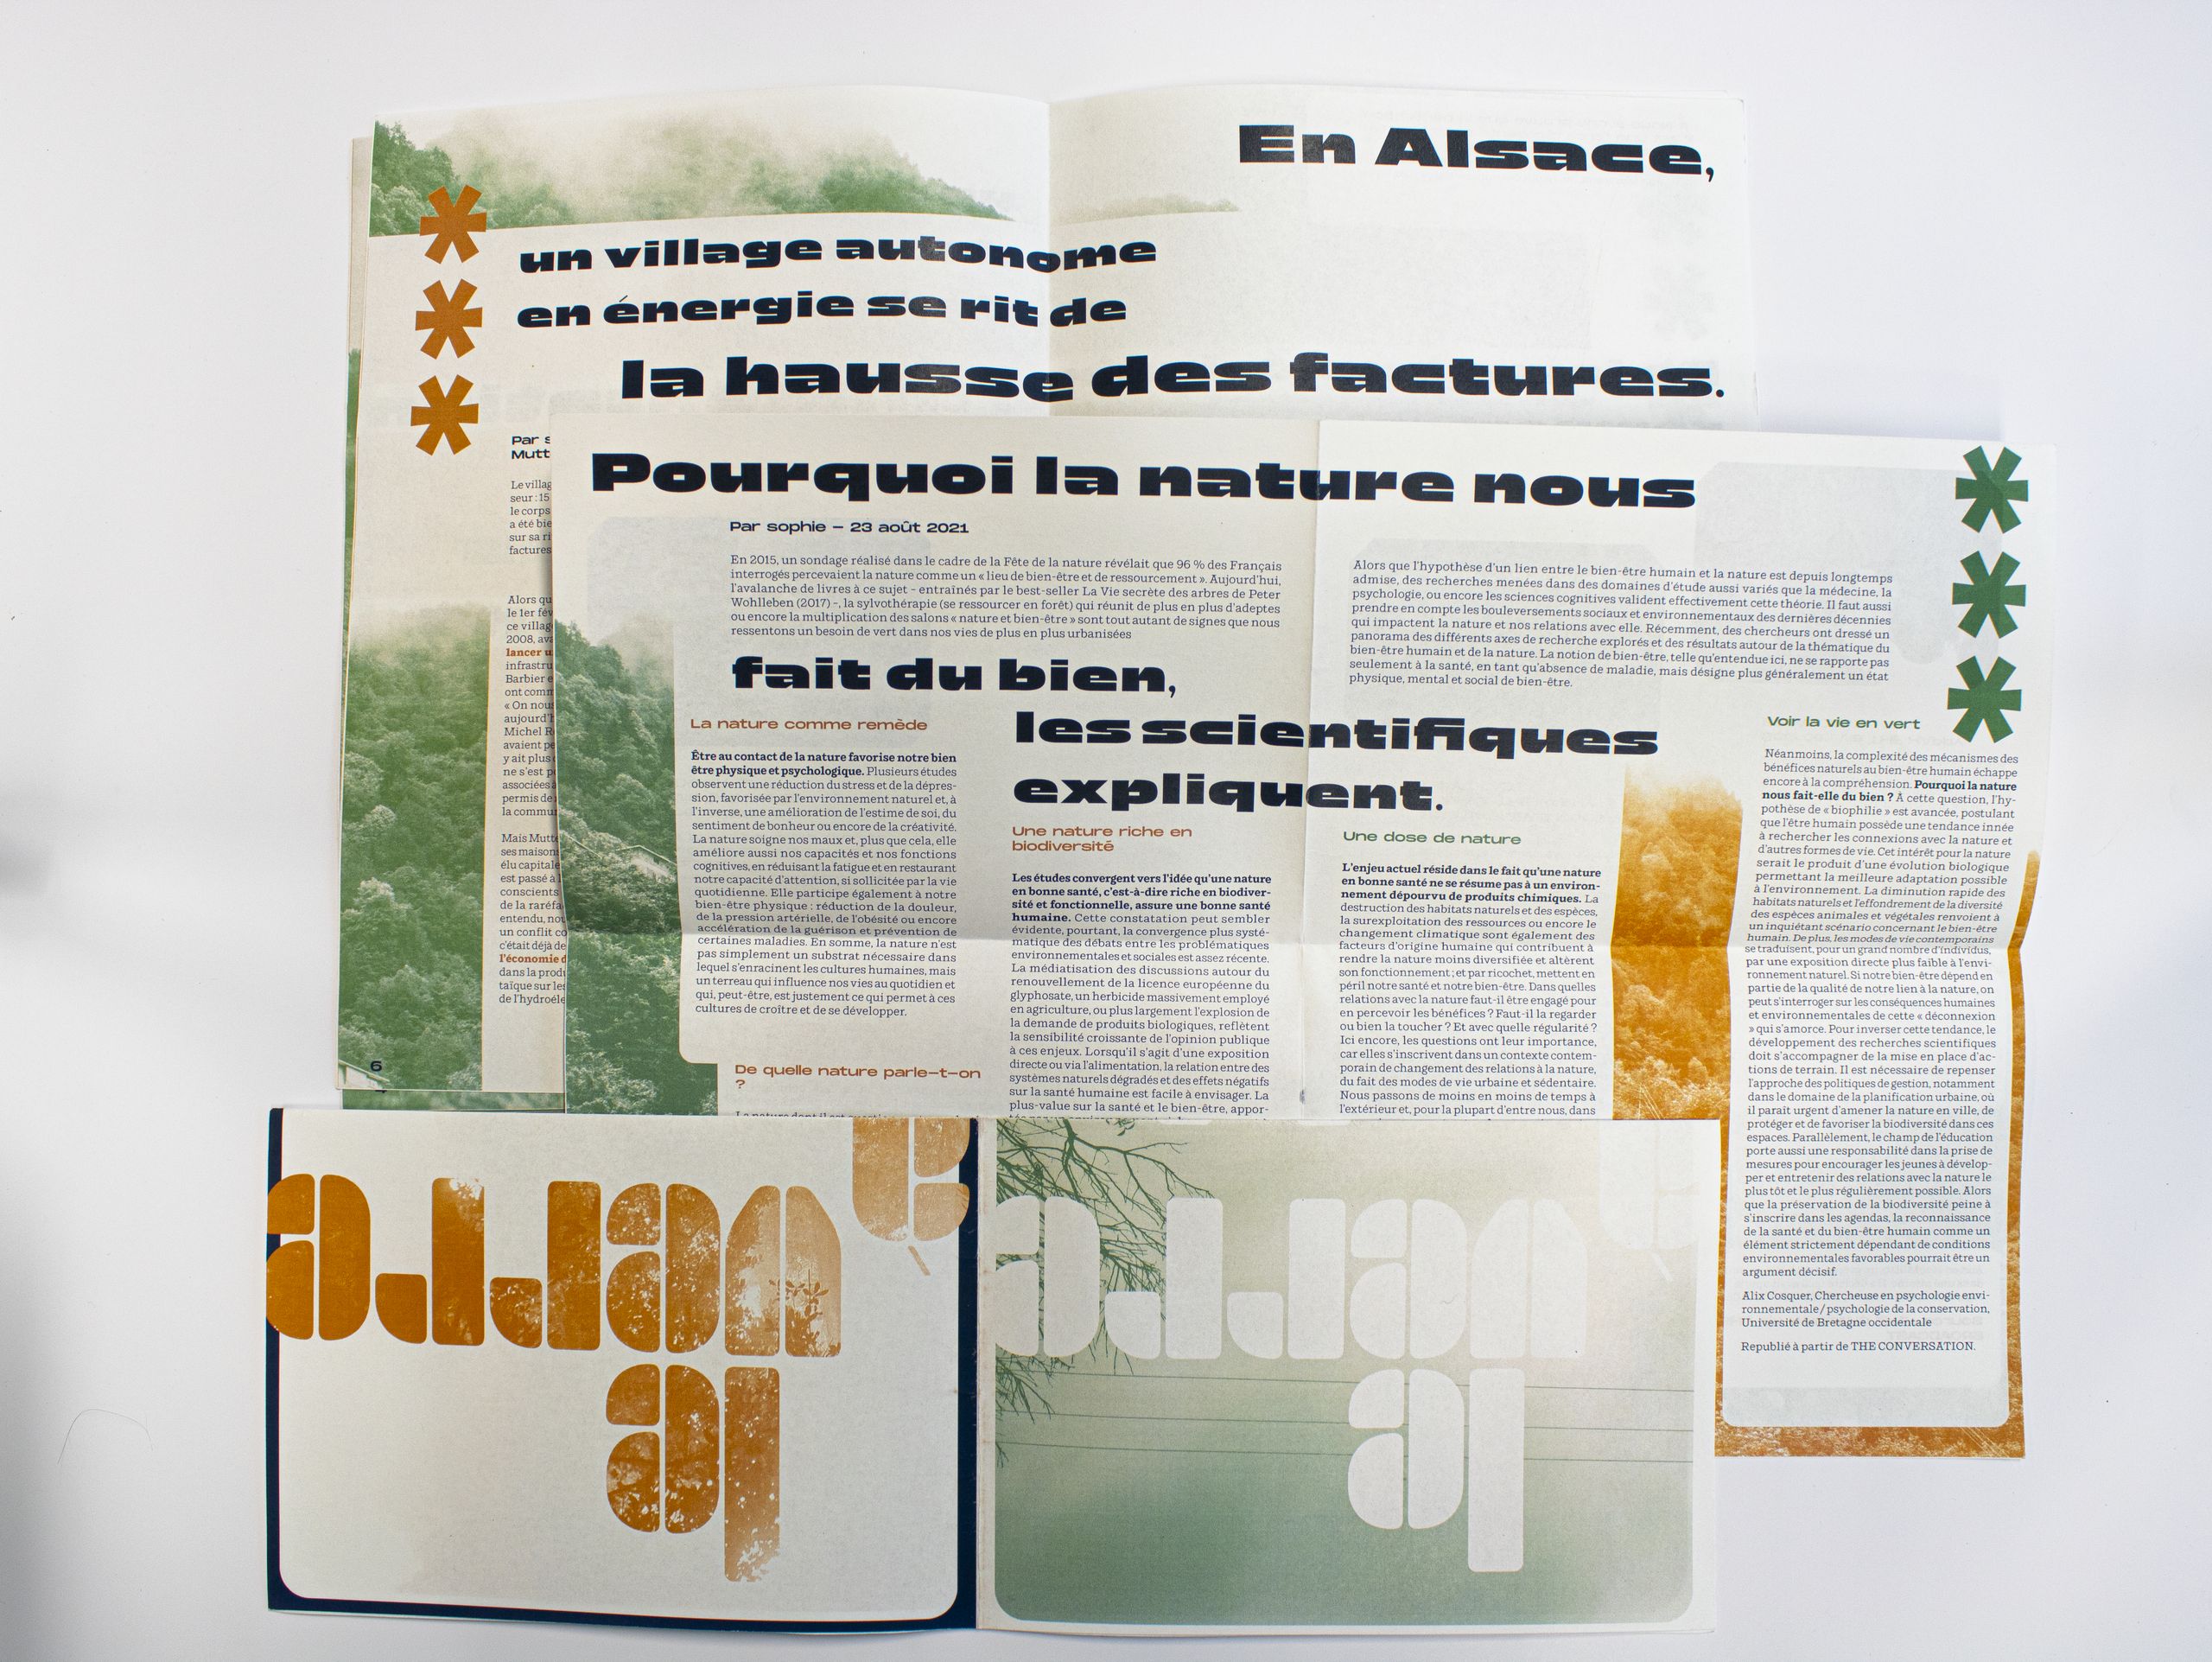 En Alsace,
un village autonome
en énergie se rit de
la hausse des factures.
Par
Mutt
Le villag
seur : 15
le corps
a été bie
sur sa ri
factures
Alors qu
le 1er fév
ce villag
2008, ava
lancer u
infrastru
Barbier e
ont comm
« On nous
aujourd'h
Michel R
avaient pe
y ait plus
ne s'est p
associées à
permis de
la commun
Mais Mutte
ses maison
élu capitale
est passé à l
conscients
de la raréfa
entendu, nou
un conflit co
c'était déjà de
l'économie d
dans la prod
taïque sur les
de l'hydroéle
6
Pourquoi la nature nous
Par sophie – 23 août 2021
En 2015, un sondage réalisé dans le cadre de la Fête de la nature révélait que 96 % des Français
interrogés percevaient la nature comme un « lieu de bien-être et de ressourcement ». Aujourd'hui,
l'avalanche de livres à ce sujet - entraînés par le best-seller La Vie secrète des arbres de Peter
Wohlleben (2017) -, la sylvothérapie (se ressourcer en forêt) qui réunit de plus en plus d'adeptes
ou encore la multiplication des salons « nature et bien-être » sont tout autant de signes que nous
ressentons un besoin de vert dans nos vies de plus en plus urbanisées
Alors que l'hypothèse d'un lien entre le bien-être humain et la nature est depuis longtemps
admise, des recherches menées dans des domaines d'étude aussi variés que la médecine, la
psychologie, ou encore les sciences cognitives valident effectivement cette théorie. Il faut aussi
prendre en compte les bouleversements sociaux et environnementaux des dernières décennies
qui impactent la nature et nos relations avec elle. Récemment, des chercheurs ont dressé un
panorama des différents axes de recherche explorés et des résultats autour de la thématique du
bien-être humain et de la nature. La notion de bien-être, telle qu'entendue ici, ne se rapporte pas
seulement à la santé, en tant qu'absence de maladie, mais désigne plus généralement un état
physique, mental et social de bien-être.
fait du bien,
les scientifiques
expliquent.
La nature comme remède
Être au contact de la nature favorise notre bien
être physique et psychologique. Plusieurs études
observent une réduction du stress et de la dépres-
sion, favorisée par l'environnement naturel et, à
l'inverse, une amélioration de l'estime de soi, du
sentiment de bonheur ou encore de la créativité.
La nature soigne nos maux et, plus que cela, elle
améliore aussi nos capacités et nos fonctions
cognitives, en réduisant la fatigue et en restaurant
notre capacité d'attention, si sollicitée par la vie
quotidienne. Elle participe également à notre
bien-être physique : réduction de la douleur,
de la pression artérielle, de l'obésité ou encore
accélération de la guérison et prévention de
certaines maladies. En somme, la nature n'est
pas simplement un substrat nécessaire dans
lequel s'enracinent les cultures humaines, mais
un terreau qui influence nos vies au quotidien et
qui, peut-être, est justement ce qui permet à ces
cultures de croître et de se développer.
De quelle nature parle-t-on
?
Une nature riche en
biodiversité
Les études convergent vers l'idée qu'une nature
en bonne santé, c'est-à-dire riche en biodiver-
sité et fonctionnelle, assure une bonne santé
humaine. Cette constatation peut sembler
évidente, pourtant, la convergence plus systé-
matique des débats entre les problématiques
environnementales et sociales est assez récente.
La médiatisation des discussions autour du
renouvellement de la licence européenne du
glyphosate, un herbicide massivement employé
en agriculture, ou plus largement l'explosion de
la demande de produits biologiques, reflètent
la sensibilité croissante de l'opinion publique
à ces enjeux. Lorsqu'il s'agit d'une exposition
directe ou via l'alimentation, la relation entre des
systèmes naturels dégradés et des effets négatifs
sur la santé humaine est facile à envisager. La
plus-value sur la santé et le bien-être, appor-
Une dose de nature
L'enjeu actuel réside dans le fait qu'une nature
en bonne santé ne se résume pas à un environ-
nement dépourvu de produits chimiques. La
destruction des habitats naturels et des espèces,
la surexploitation des ressources ou encore le
changement climatique sont également des
facteurs d'origine humaine qui contribuent à
rendre la nature moins diversifiée et altèrent
son fonctionnement ; et par ricochet, mettent en
péril notre santé et notre bien-être. Dans quelles
relations avec la nature faut-il être engagé pour
en percevoir les bénéfices ? Faut-il la regarder
ou bien la toucher ? Et avec quelle régularité ?
Ici encore, les questions ont leur importance,
car elles s'inscrivent dans un contexte contem-
porain de changement des relations à la nature,
du fait des modes de vie urbaine et sédentaire.
Nous passons de moins en moins de temps à
l'extérieur et, pour la plupart d'entre nous, dans
Voir la vie en vert
Néanmoins, la complexité des mécanismes des
bénéfices naturels au bien-être humain échappe
encore à la compréhension. Pourquoi la nature
nous fait-elle du bien ? À cette question, l'hy-
pothèse de « biophilie » est avancée, postulant
que l'être humain possède une tendance innée
à rechercher les connexions avec la nature et
d'autres formes de vie. Cet intérêt pour la nature
serait le produit d'une évolution biologique
permettant la meilleure adaptation possible
à l'environnement. La diminution rapide des
habitats naturels et l'effondrement de la diversité
des espèces animales et végétales renvoient à
un inquiétant scénario concernant le bien-être
humain. De plus, les modes de vie contemporains
se traduisent, pour un grand nombre d'individus,
par une exposition directe plus faible à l'envi-
ronnement naturel. Si notre bien-être dépend en
partie de la qualité de notre lien à la nature, on
peut s'interroger sur les conséquences humaines
et environnementales de cette « déconnexion
» qui s'amorce. Pour inverser cette tendance, le
développement des recherches scientifiques
doit s'accompagner de la mise en place d'ac-
tions de terrain. Il est nécessaire de repenser
l'approche des politiques de gestion, notamment
dans le domaine de la planification urbaine, où
il paraît urgent d'amener la nature en ville, de
protéger et de favoriser la biodiversité dans ces
espaces. Parallèlement, le champ de l'éducation
porte aussi une responsabilité dans la prise de
mesures pour encourager les jeunes à dévelop-
per et entretenir des relations avec la nature le
plus tôt et le plus régulièrement possible. Alors
que la préservation de la biodiversité peine à
s'inscrire dans les agendas, la reconnaissance
de la santé et du bien-être humain comme un
élément strictement dépendant de conditions
environnementales favorables pourrait être un
argument décisif.
Alix Cosquer, Chercheuse en psychologie envi-
ronnementale / psychologie de la conservation,
Université de Bretagne occidentale
Republié à partir de THE CONVERSATION.